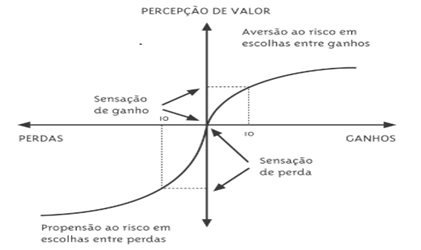 PERCEPÇÃO DE VALOR
Aversão ao risco em
escolhas entre ganhos
Sensação
de ganho
10
PERDAS
10
GANHOS
Sensação
de perda
Propensão ao risco em
escolhas entre perdas